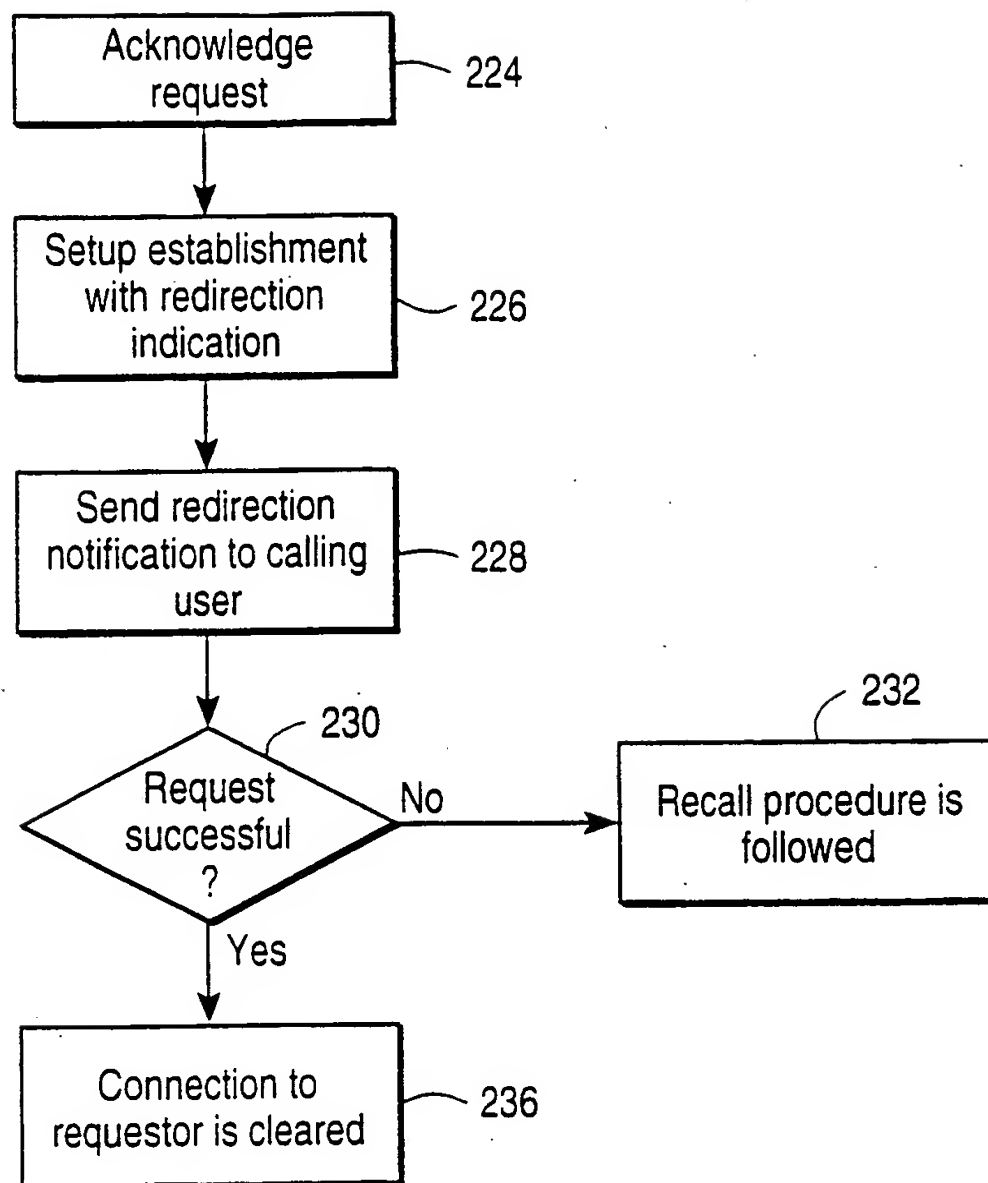 Acknowledge
request
224
Setup establishment
with redirection
indication
226
Send redirection
notification to calling
user
228
230
232
Request
successful
?
No
Recall procedure is
followed
Yes
Connection to
requestor is cleared
236